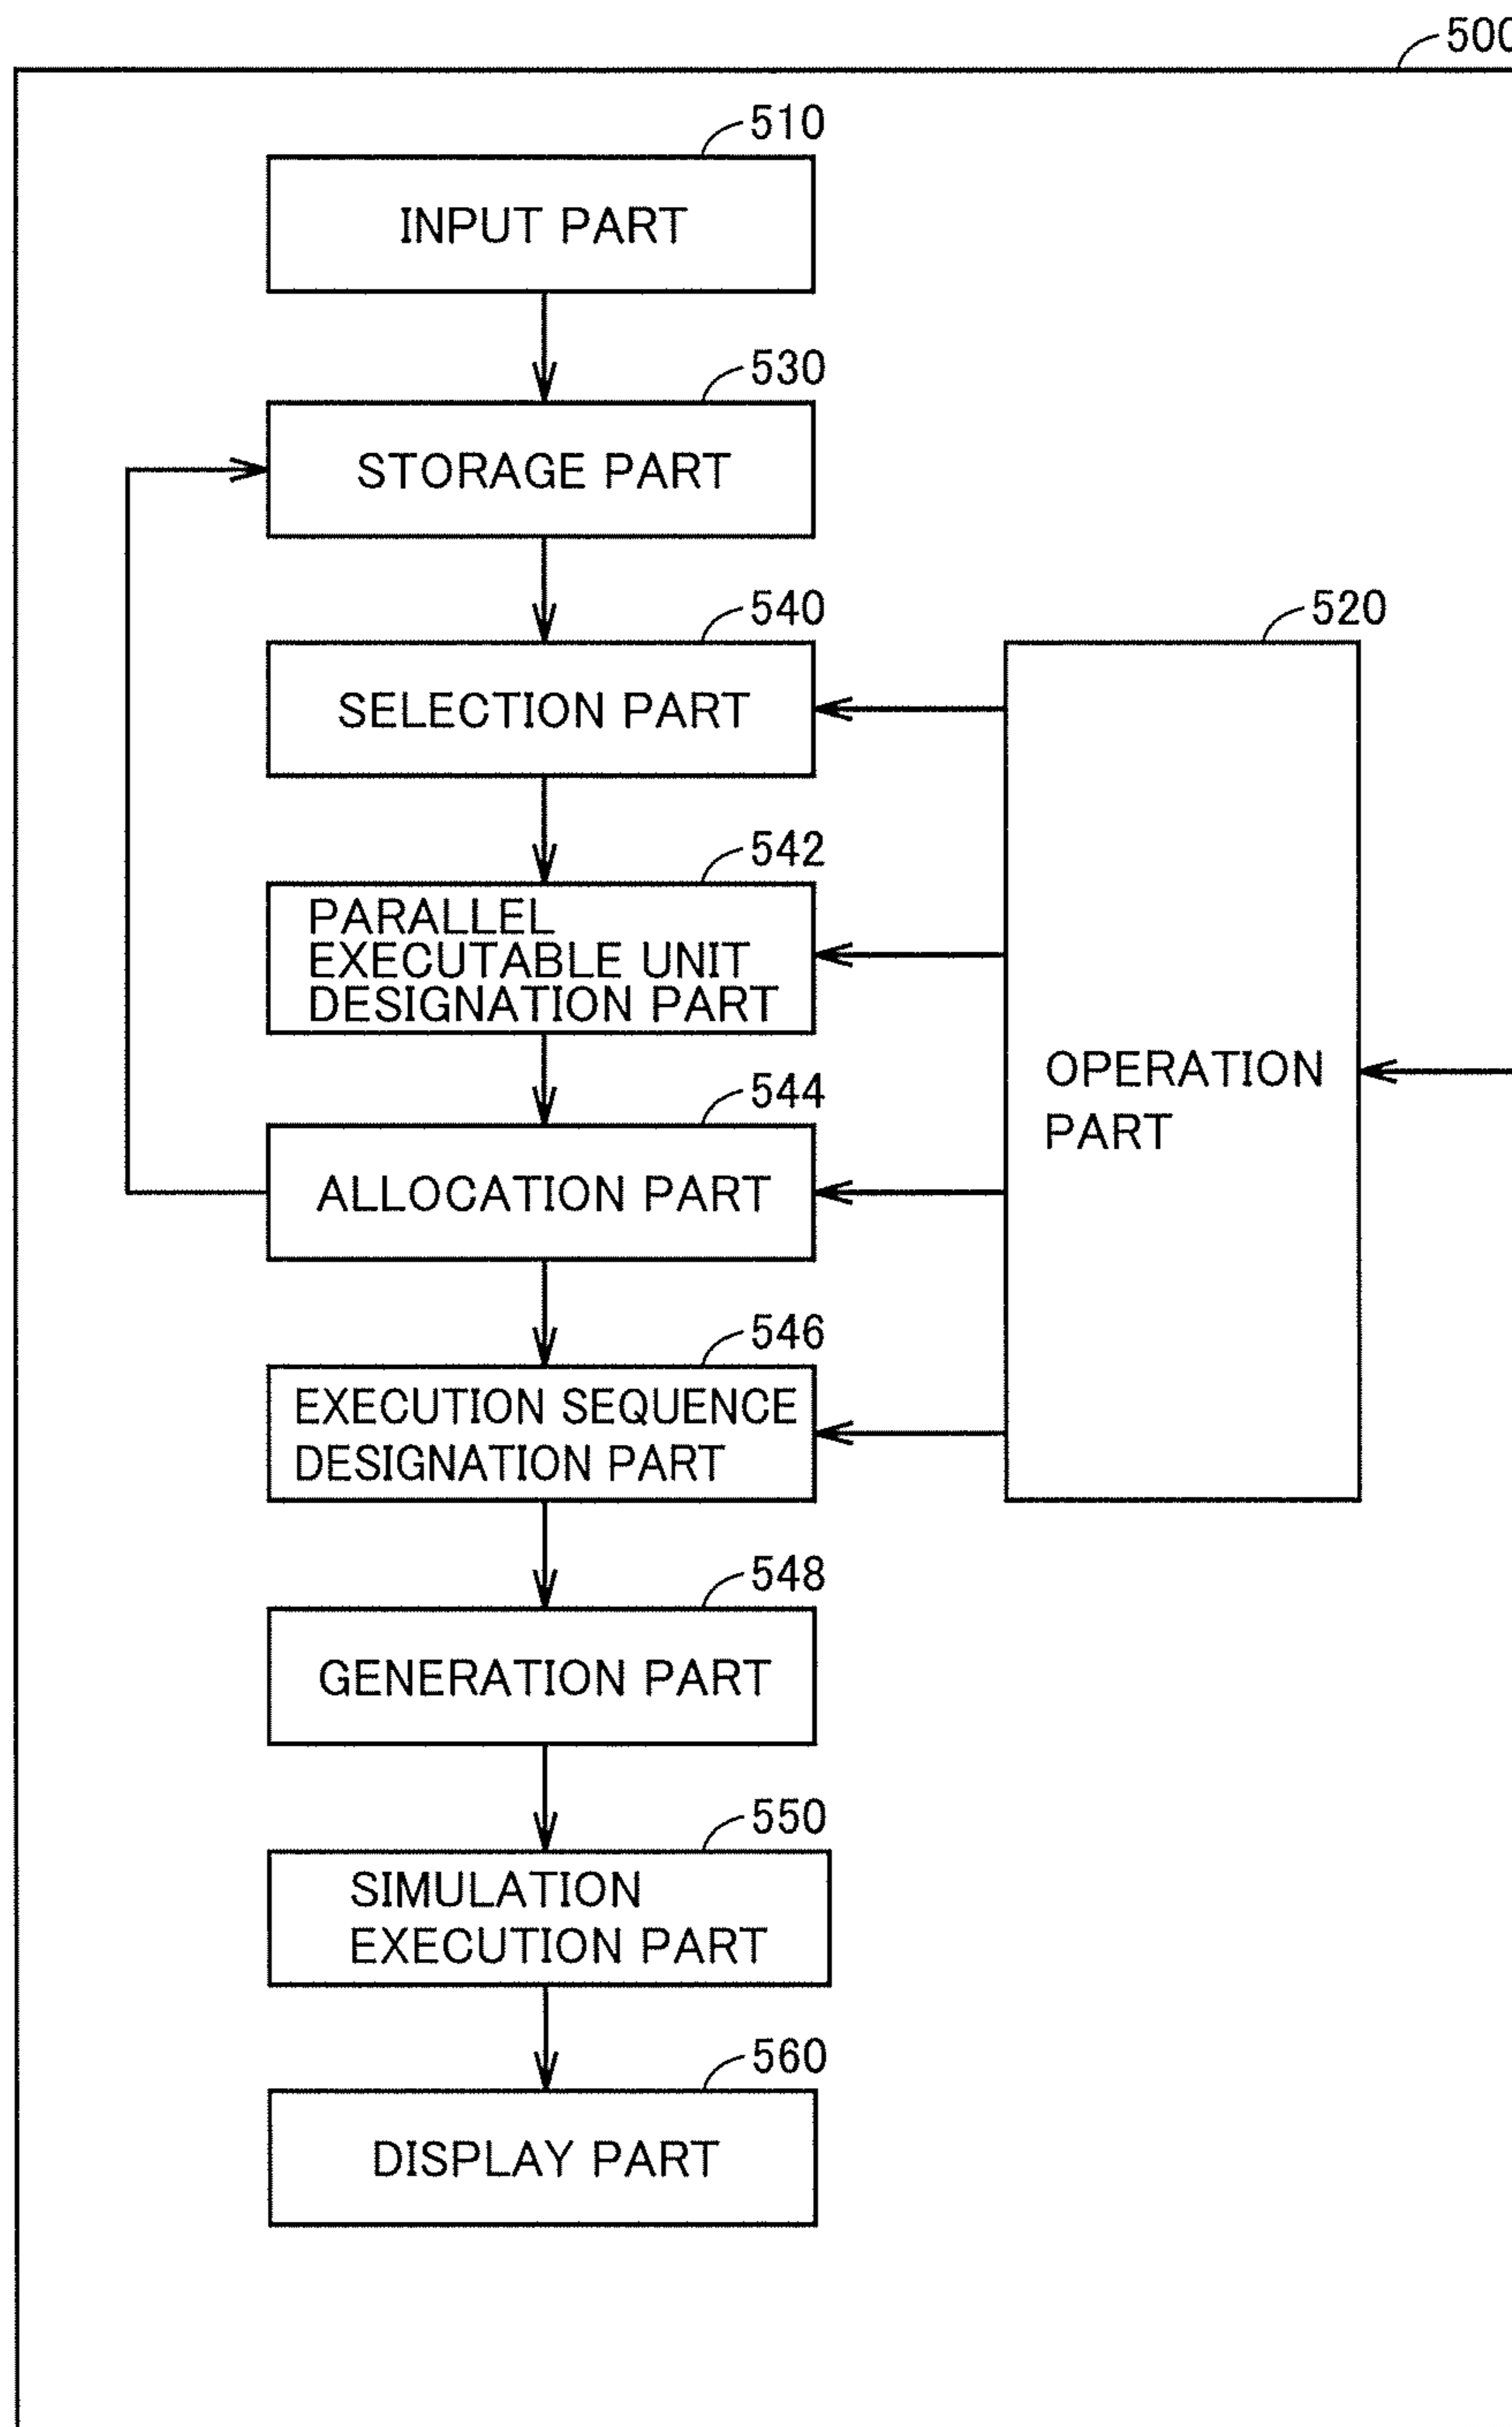 500
510
INPUT PART
530
STORAGE PART
540
SELECTION PART
520
542
PARALLEL
EXECUTABLE UNIT
DESIGNATION PART
OPERATION
PART
544
ALLOCATION PART
546
EXECUTION SEQUENCE
DESIGNATION PART
548
GENERATION PART
550
SIMULATION
EXECUTION PART
560
DISPLAY PART